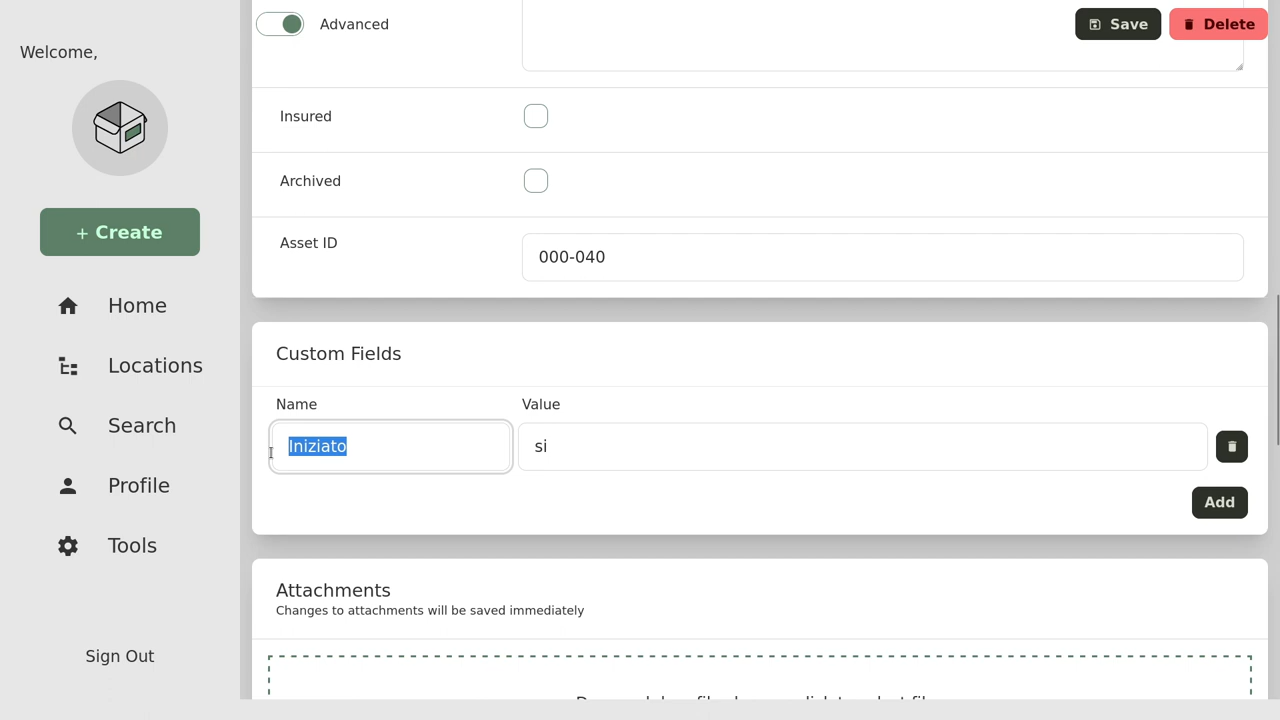 Welcome,
+ Create
Home
Locations
Search
Profile
Tools
Sign Out
Advanced
Save
Delete
Insured
Archived
Asset ID
000-040
Custom Fields
Name
Value
Iniziato
si
Add
Attachments
Changes to attachments will be saved immediately